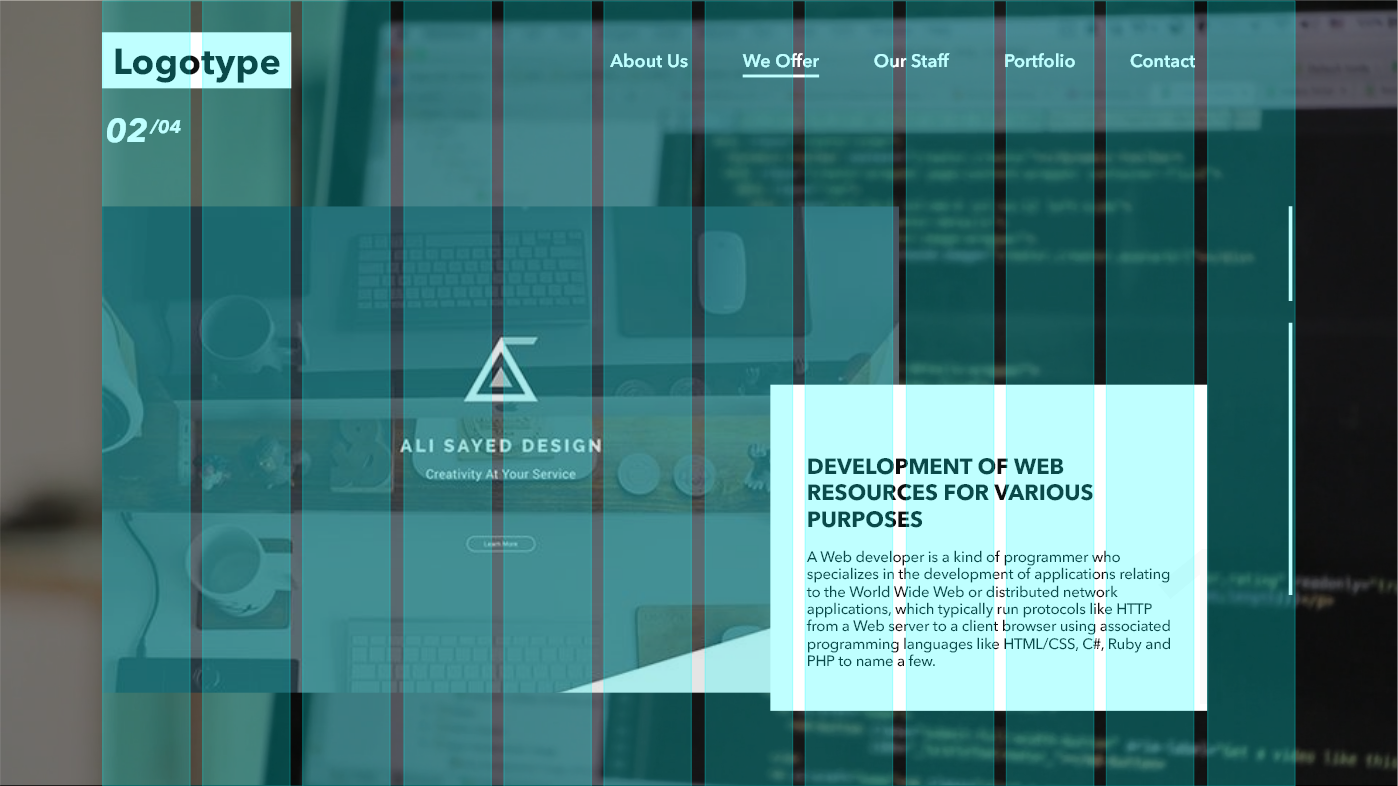 Logotype
About Us
We Offer
Our Staff
Portfolio
Contact
02/04
ALI SAYED DESIGN
Creativity At Your Service
Learn More
DEVELOPMENT OF WEB
RESOURCES FOR VARIOUS
PURPOSES
A Web developer is a kind of programmer who
specializes in the development of applications relating
to the World Wide Web or distributed network
applications, which typically run protocols like HTTP
from a Web server to a client browser using associated
programming languages like HTML/CSS, C#, Ruby and
PHP to name a few.